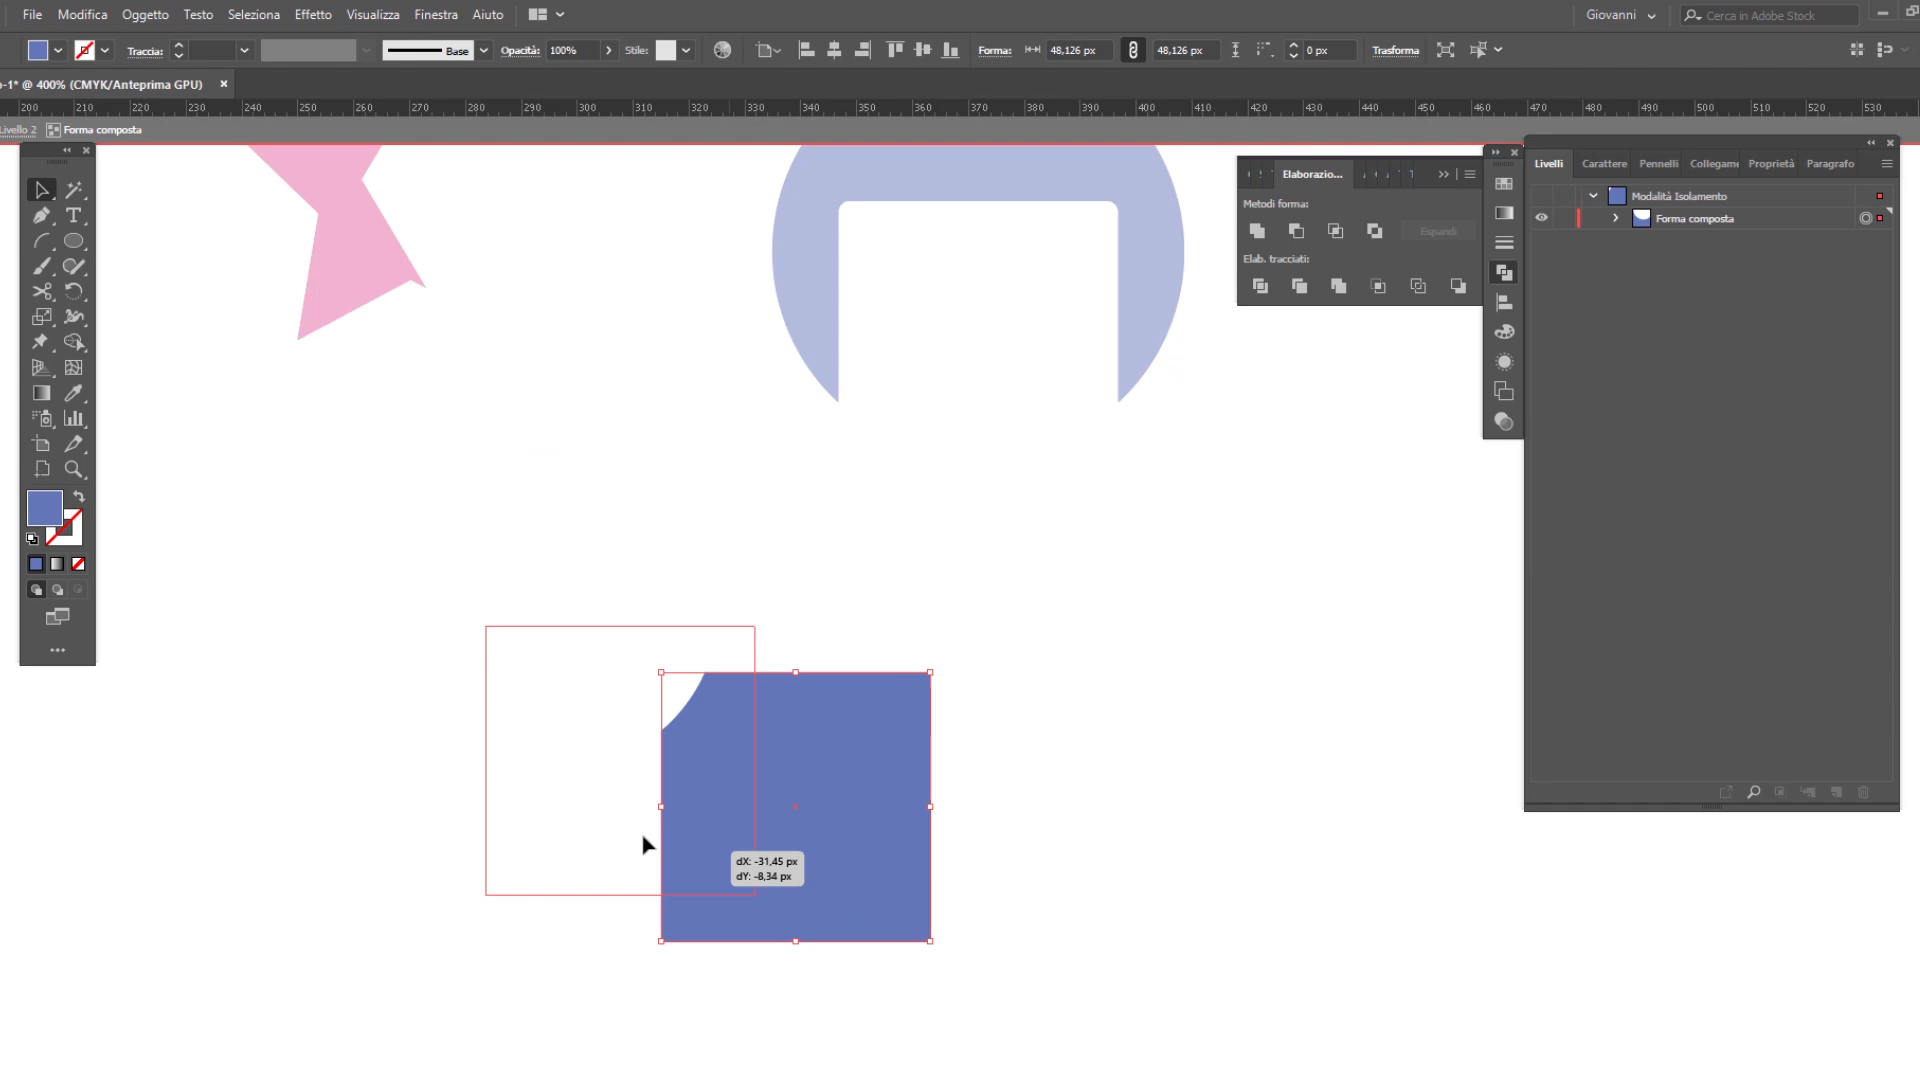 File Modifica Oggetto Testo Seleziona Effetto Visualizza Finestra Aiuto Giovanni Cerca in Adobe Stock
Traccia: Base Opacità: 100% Stile: Forma: 48,126 px 48,126 px 0 px Trasforma
-1* @ 400% (CMYK/Anteprima GPU) ×
200 210 220 230 240 250 260 270 280 290 300 310 320 330 340 350 360 370 380 390 400 410 420 430 440 450 460 470 480 490 500 510 520 530
Livello 2 Forma composta
Elaborazio...
Metodi forma:
Espandi
Elab. tracciati:
Livelli Carattere Pennelli Collegame Proprietà Paragrafo
Modalità Isolamento
Forma composta
T
dX: -31,45 px
dY: -8,34 px